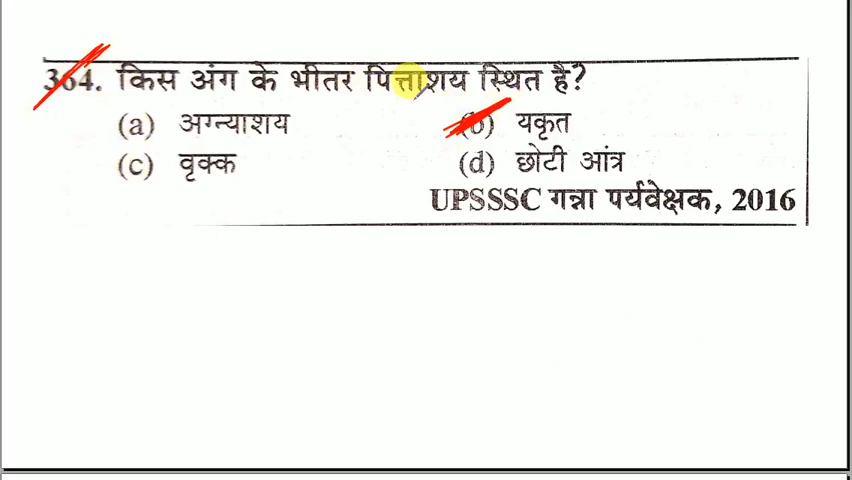 364. किस अंग के भीतर पित्ताशय स्थित है?
(a) अग्न्याशय (b) यकृत
(c) वृक्क (d) छोटी आंत्र
UPSSSC गन्ना पर्यवेक्षक, 2016